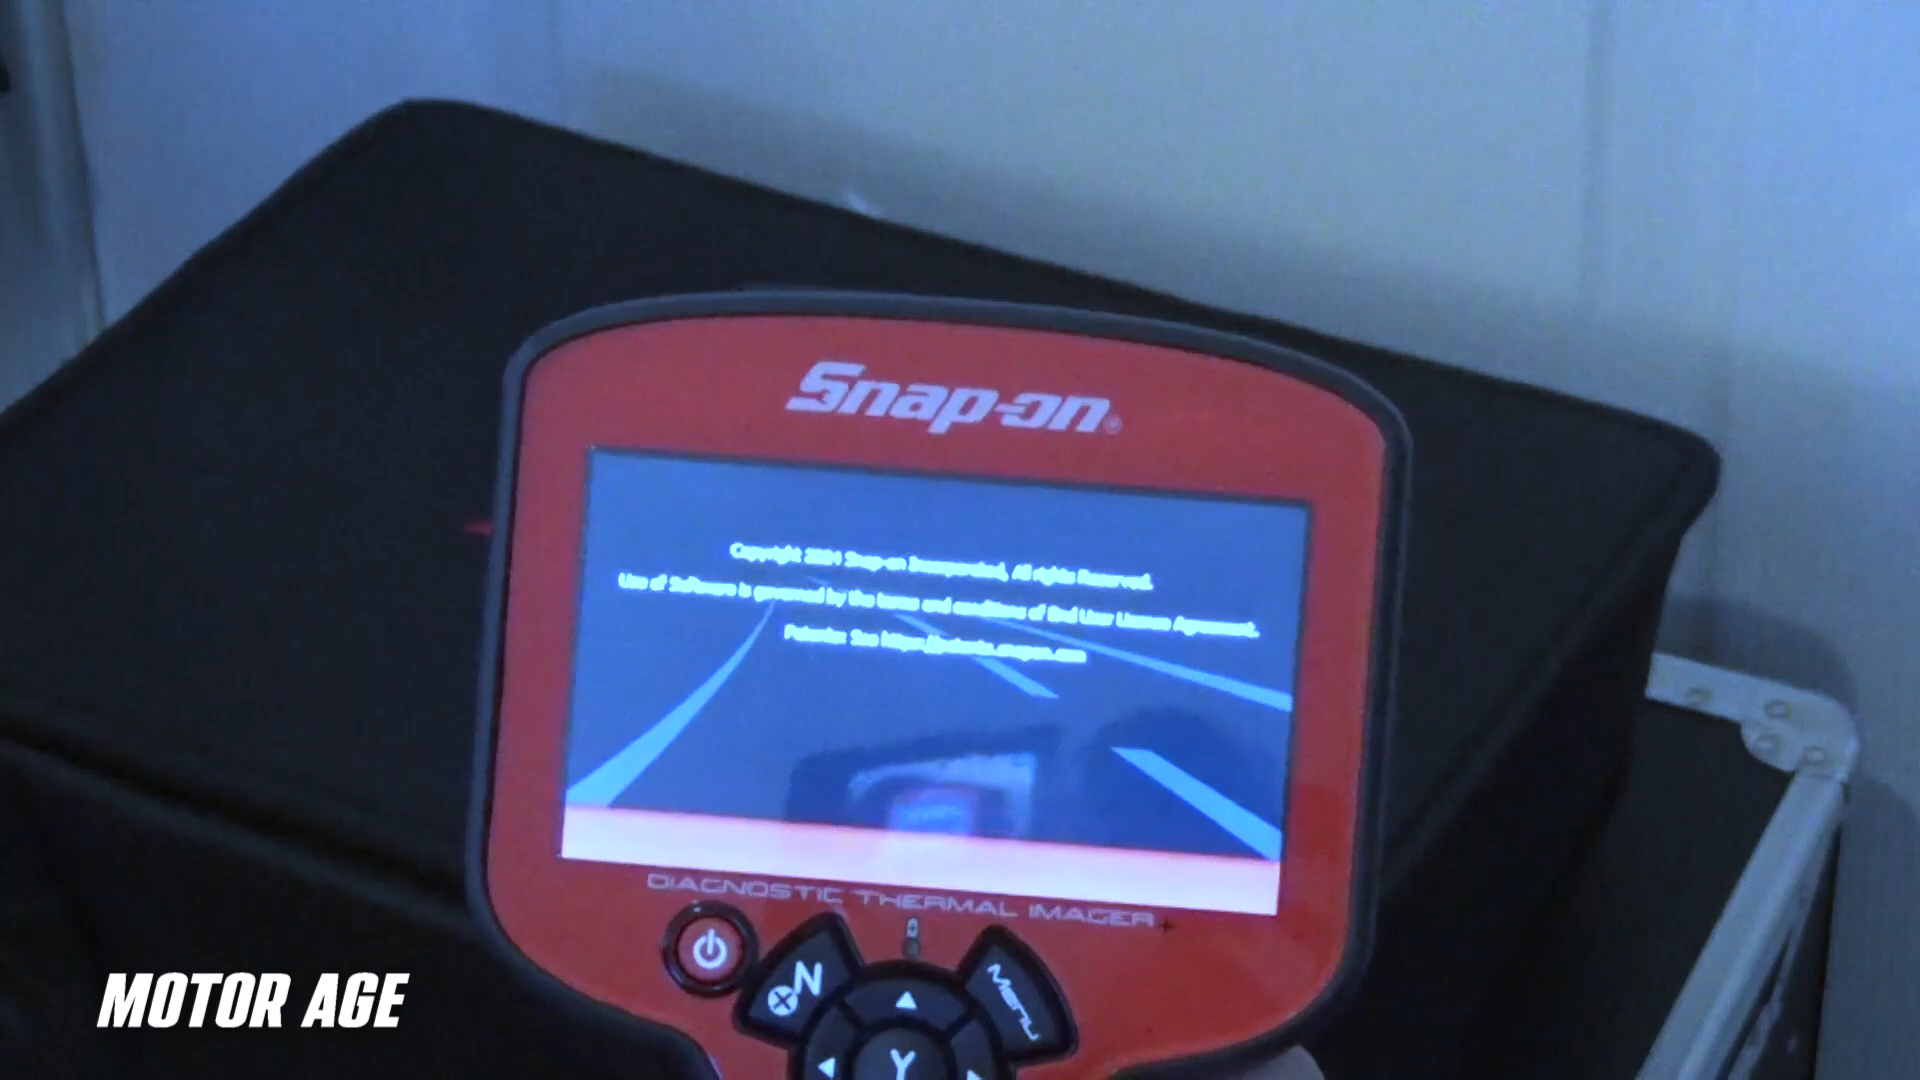 Snap-on®
Copyright 2021 Snap-on Incorporated, All rights Reserved.
Use of Software is governed by the terms and conditions of End User License Agreement.
Patents: See https://patents.snapon.com
DIAGNOSTIC THERMAL IMAGER+
N
Menu
Y
MOTOR AGE